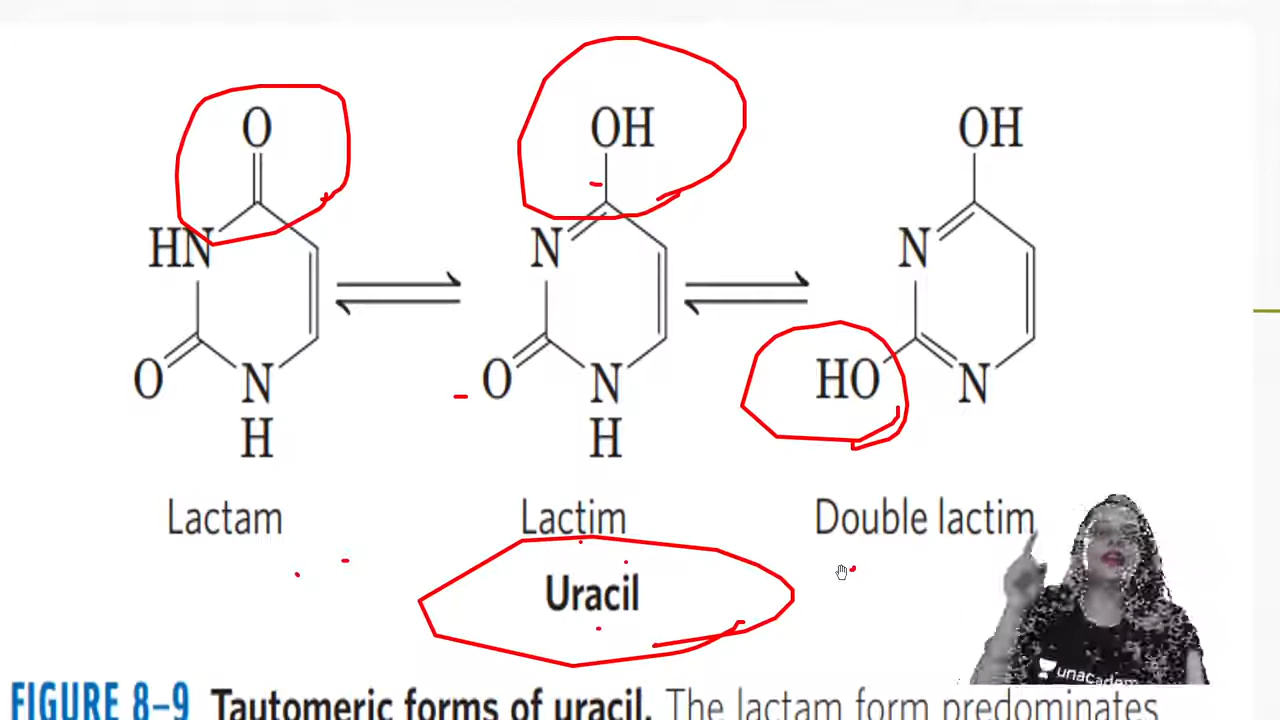 O OH OH
HN N N
O N O N HO N
H H
Lactam Lactim Double lactim
Uracil
unacadem
FIGURE 8–9 Tautomeric forms of uracil. The lactam form predominates